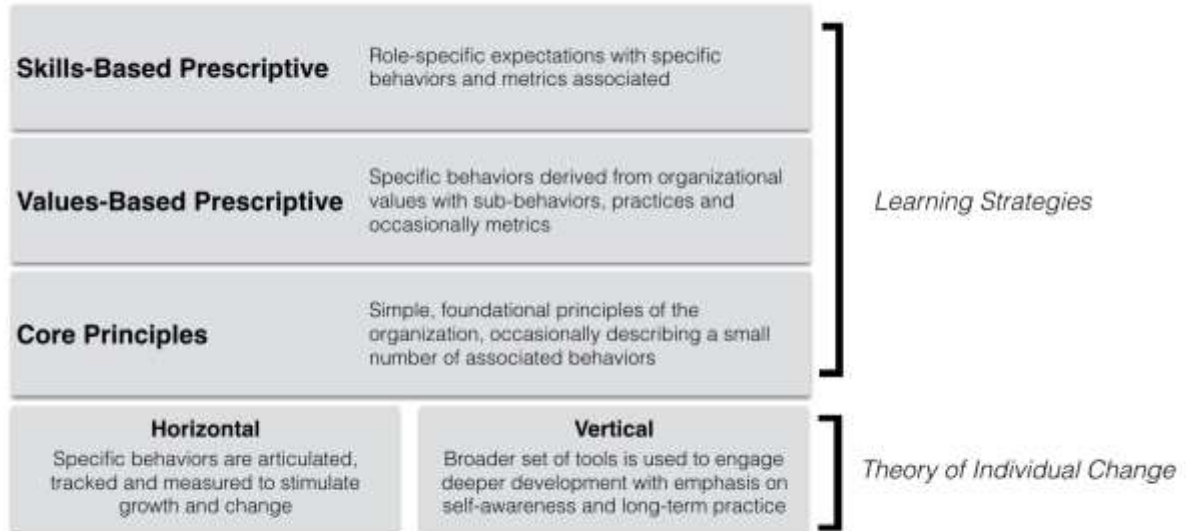 Skills-Based Prescriptive
Role-specific expectations with specific
behaviors and metrics associated
Values-Based Prescriptive
Specific behaviors derived from organizational
values with sub-behaviors, practices and
occasionally metrics
Core Principles
Simple, foundational principles of the
organization, occasionally describing a small
number of associated behaviors
Learning Strategies
Horizontal
Specific behaviors are articulated,
tracked and measured to stimulate
growth and change
Vertical
Broader set of tools is used to engage
deeper development with emphasis on
self-awareness and long-term practice
Theory of Individual Change